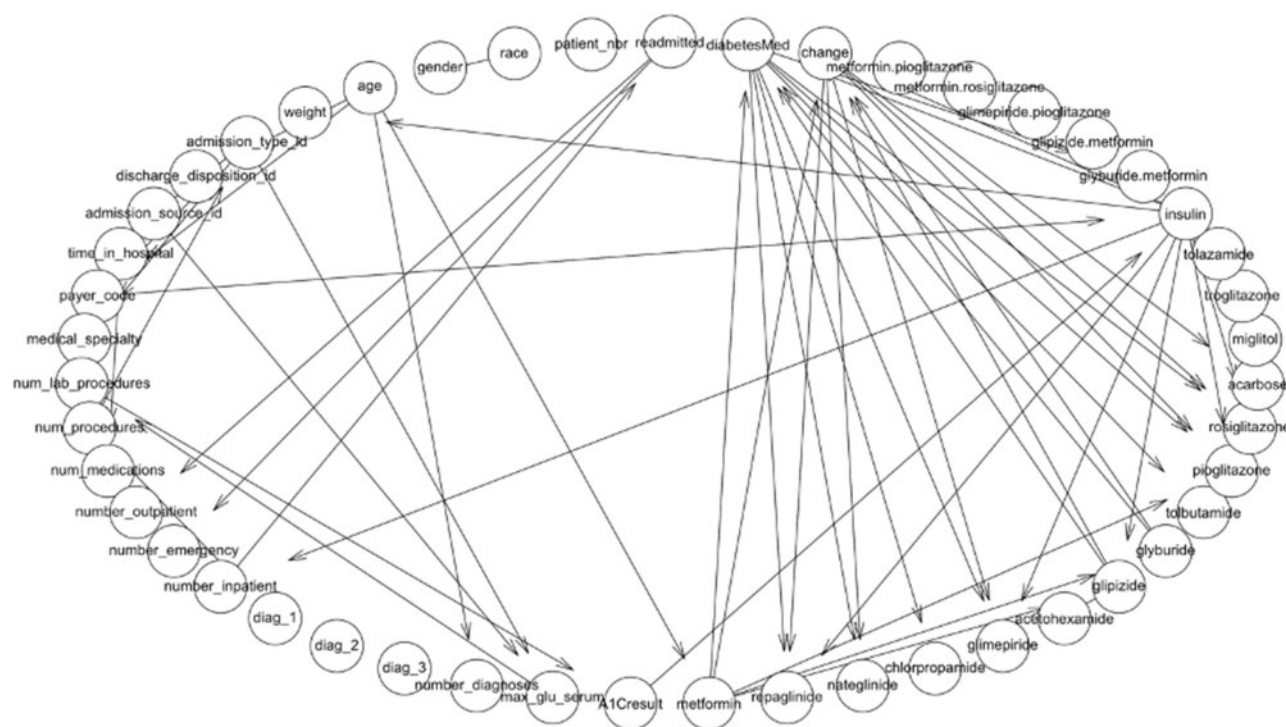 patient_nbr
readmitted
diabetesMed
change
race
gender
metformin.pioglitazone
age
metformin.rosiglitazone
weight
glimepiride.pioglitazone
admission_type_id
glipizide.metformin
discharge_disposition_id
glyburide.metformin
admission_source_id
insulin
time_in_hospital
tolazamide
payer_code
troglitazone
medical_specialty
miglitol
num_lab_procedures
acarbose
num_procedures
rosiglitazone
num_medications
pioglitazone
number_outpatient
tolbutamide
number_emergency
glyburide
number_inpatient
glipizide
diag_1
acetohexamide
diag_2
glimepiride
diag_3
chlorpropamide
number_diagnoses
nateglinide
max_glu_serum
A1Cresult
metformin
repaglinide